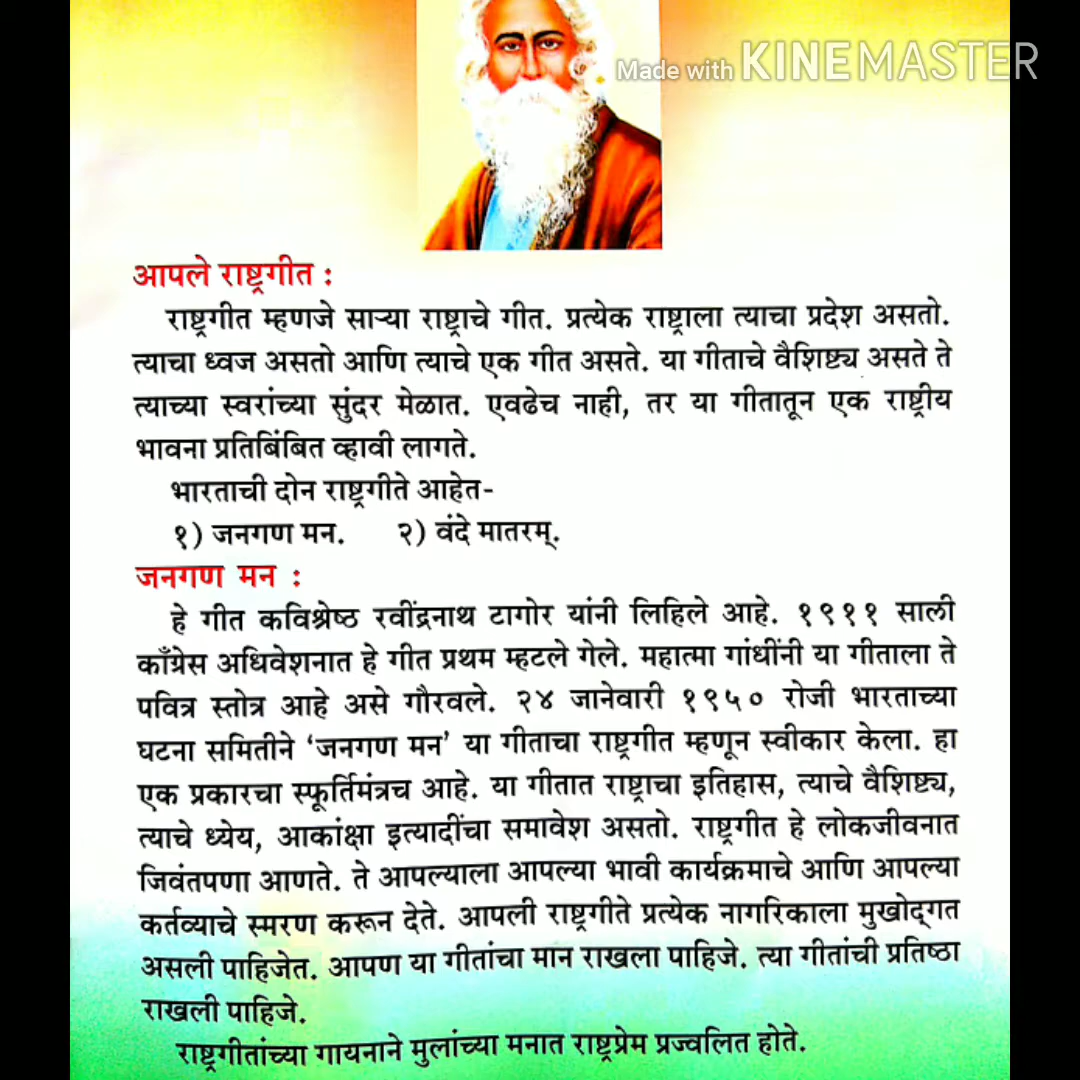 Made with KINEMASTER
आपले राष्ट्रगीत :
राष्ट्रगीत म्हणजे साऱ्या राष्ट्राचे गीत. प्रत्येक राष्ट्राला त्याचा प्रदेश असतो.
त्याचा ध्वज असतो आणि त्याचे एक गीत असते. या गीताचे वैशिष्ट्य असते ते
त्याच्या स्वरांच्या सुंदर मेळात. एवढेच नाही, तर या गीतातून एक राष्ट्रीय
भावना प्रतिबिंबित व्हावी लागते.
भारताची दोन राष्ट्रगीते आहेत-
१) जनगण मन. २) वंदे मातरम्.
जनगण मन :
हे गीत कविश्रेष्ठ रवींद्रनाथ टागोर यांनी लिहिले आहे. १९११ साली
काँग्रेस अधिवेशनात हे गीत प्रथम म्हटले गेले. महात्मा गांधींनी या गीताला ते
पवित्र स्तोत्र आहे असे गौरवले. २४ जानेवारी १९५० रोजी भारताच्या
घटना समितीने ‘जनगण मन’ या गीताचा राष्ट्रगीत म्हणून स्वीकार केला. हा
एक प्रकारचा स्फूर्तिमंत्रच आहे. या गीतात राष्ट्राचा इतिहास, त्याचे वैशिष्ट्य,
त्याचे ध्येय, आकांक्षा इत्यादींचा समावेश असतो. राष्ट्रगीत हे लोकजीवनात
जिवंतपणा आणते. ते आपल्याला आपल्या भावी कार्यक्रमाचे आणि आपल्या
कर्तव्याचे स्मरण करून देते. आपली राष्ट्रगीते प्रत्येक नागरिकाला मुखोद्‌गत
असली पाहिजेत. आपण या गीतांचा मान राखला पाहिजे. त्या गीतांची प्रतिष्ठा
राखली पाहिजे.
राष्ट्रगीतांच्या गायनाने मुलांच्या मनात राष्ट्रप्रेम प्रज्वलित होते.